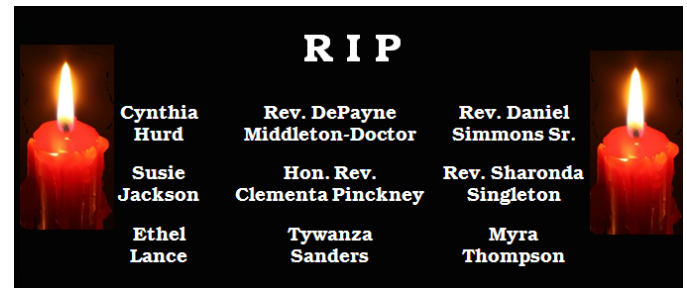 R I P
Cynthia
Hurd
Rev. DePayne
Middleton-Doctor
Rev. Daniel
Simmons Sr.
Susie
Jackson
Hon. Rev.
Clementa Pinckney
Rev. Sharonda
Singleton
Ethel
Lance
Tywanza
Sanders
Myra
Thompson